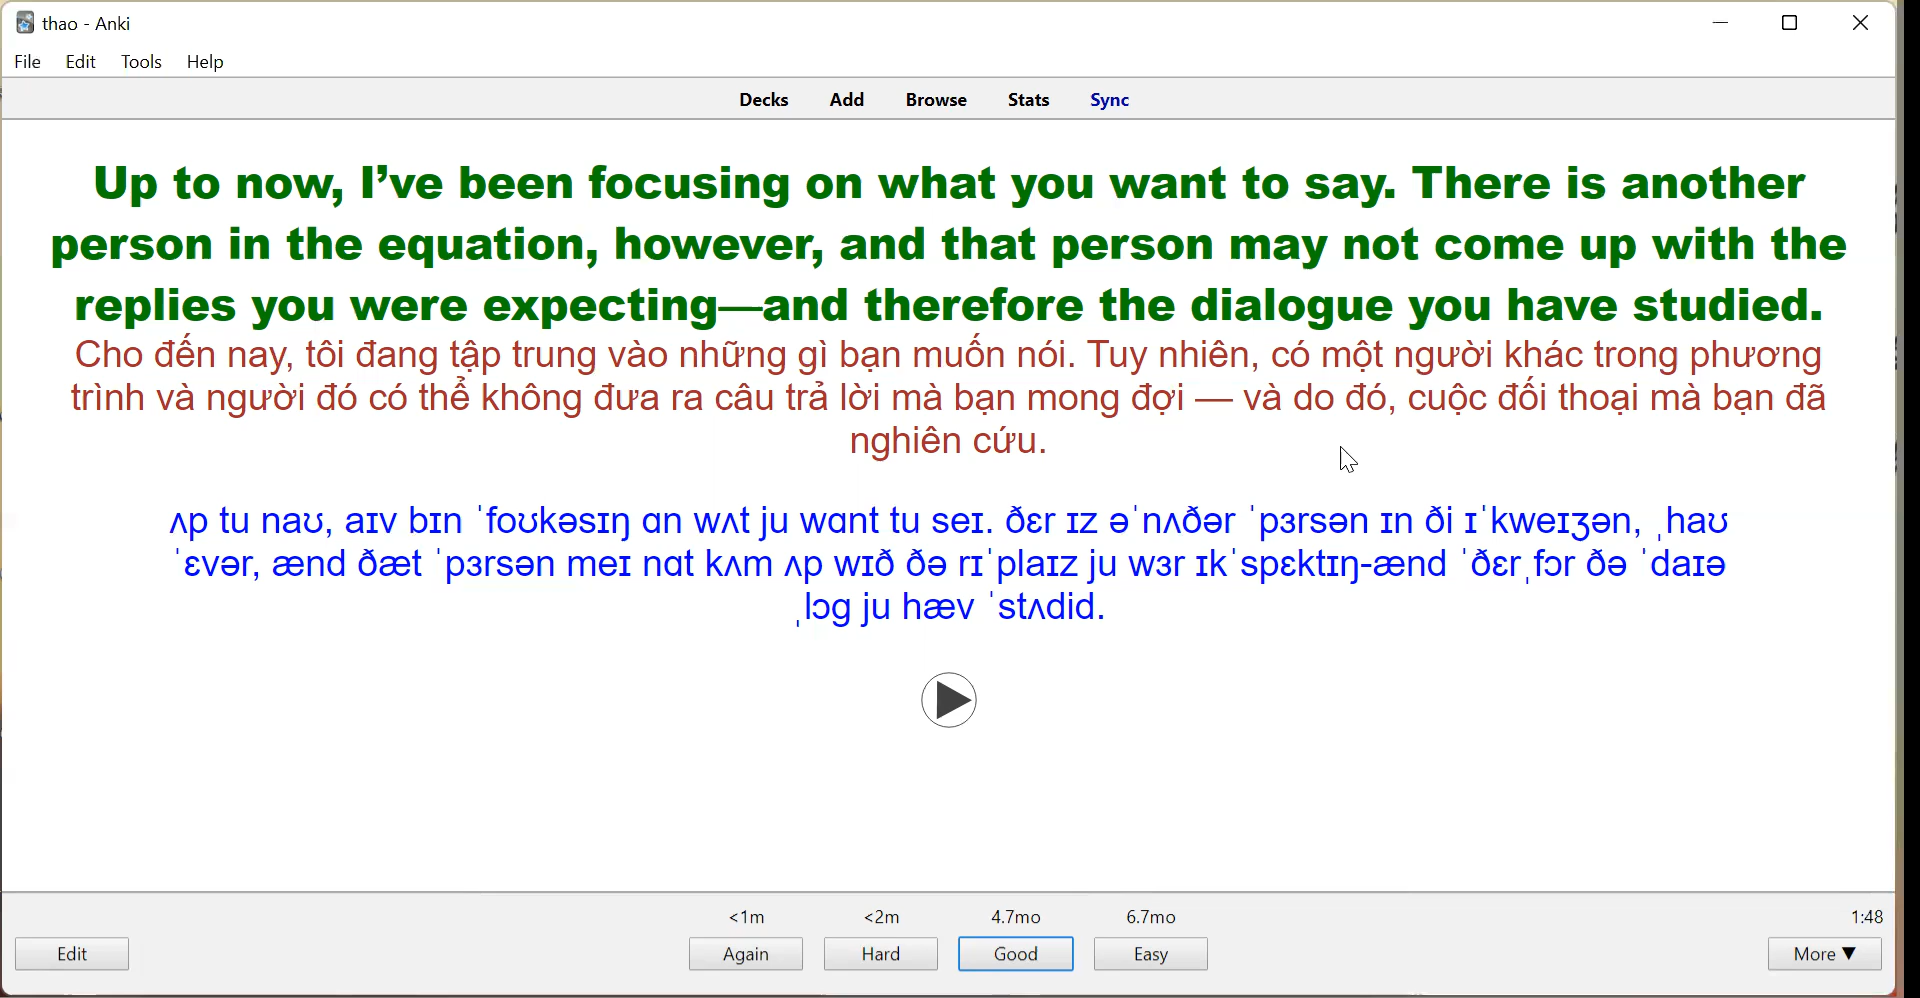 thao - Anki
File Edit Tools Help
Decks Add Browse Stats Sync
Up to now, I’ve been focusing on what you want to say. There is another
person in the equation, however, and that person may not come up with the
replies you were expecting—and therefore the dialogue you have studied.
Cho đến nay, tôi đang tập trung vào những gì bạn muốn nói. Tuy nhiên, có một người khác trong phương
trình và người đó có thể không đưa ra câu trả lời mà bạn mong đợi — và do đó, cuộc đối thoại mà bạn đã
nghiên cứu.
ʌp tu naʊ, aɪv bɪn ˈfoʊkəsɪŋ ɑn wʌt ju wɑnt tu seɪ. ðɛr ɪz əˈnʌðər ˈpɜrsən ɪn ði ɪˈkweɪʒən, ˌhaʊ
ˈɛvər, ænd ðæt ˈpɜrsən meɪ nɑt kʌm ʌp wɪð ðə rɪˈplaɪz ju wɜr ɪkˈspɛktɪŋ-ænd ˈðɛrˌfɔr ðə ˈdaɪə
ˌlɔg ju hæv ˈstʌdid.
<1m <2m 4.7mo 6.7mo 1:48
Edit Again Hard Good Easy More ▼